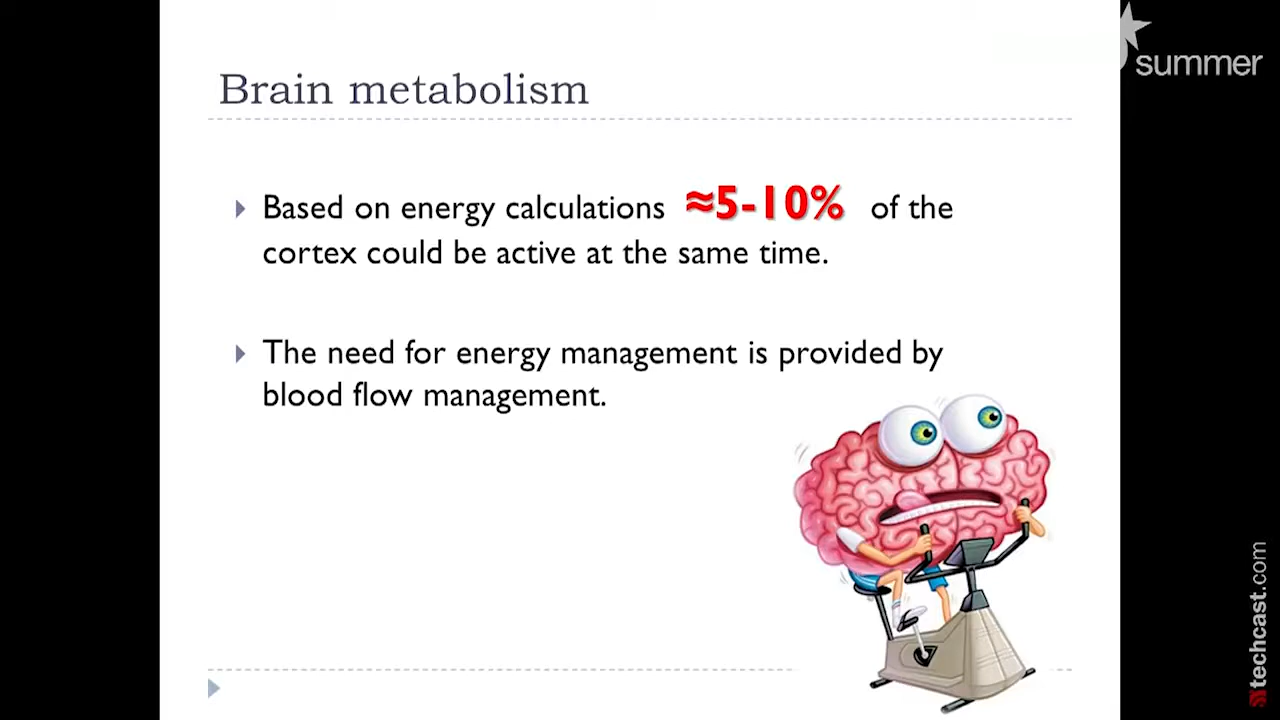 summer
Brain metabolism
Based on energy calculations ≈5-10% of the
cortex could be active at the same time.
The need for energy management is provided by
blood flow management.
techcast.com